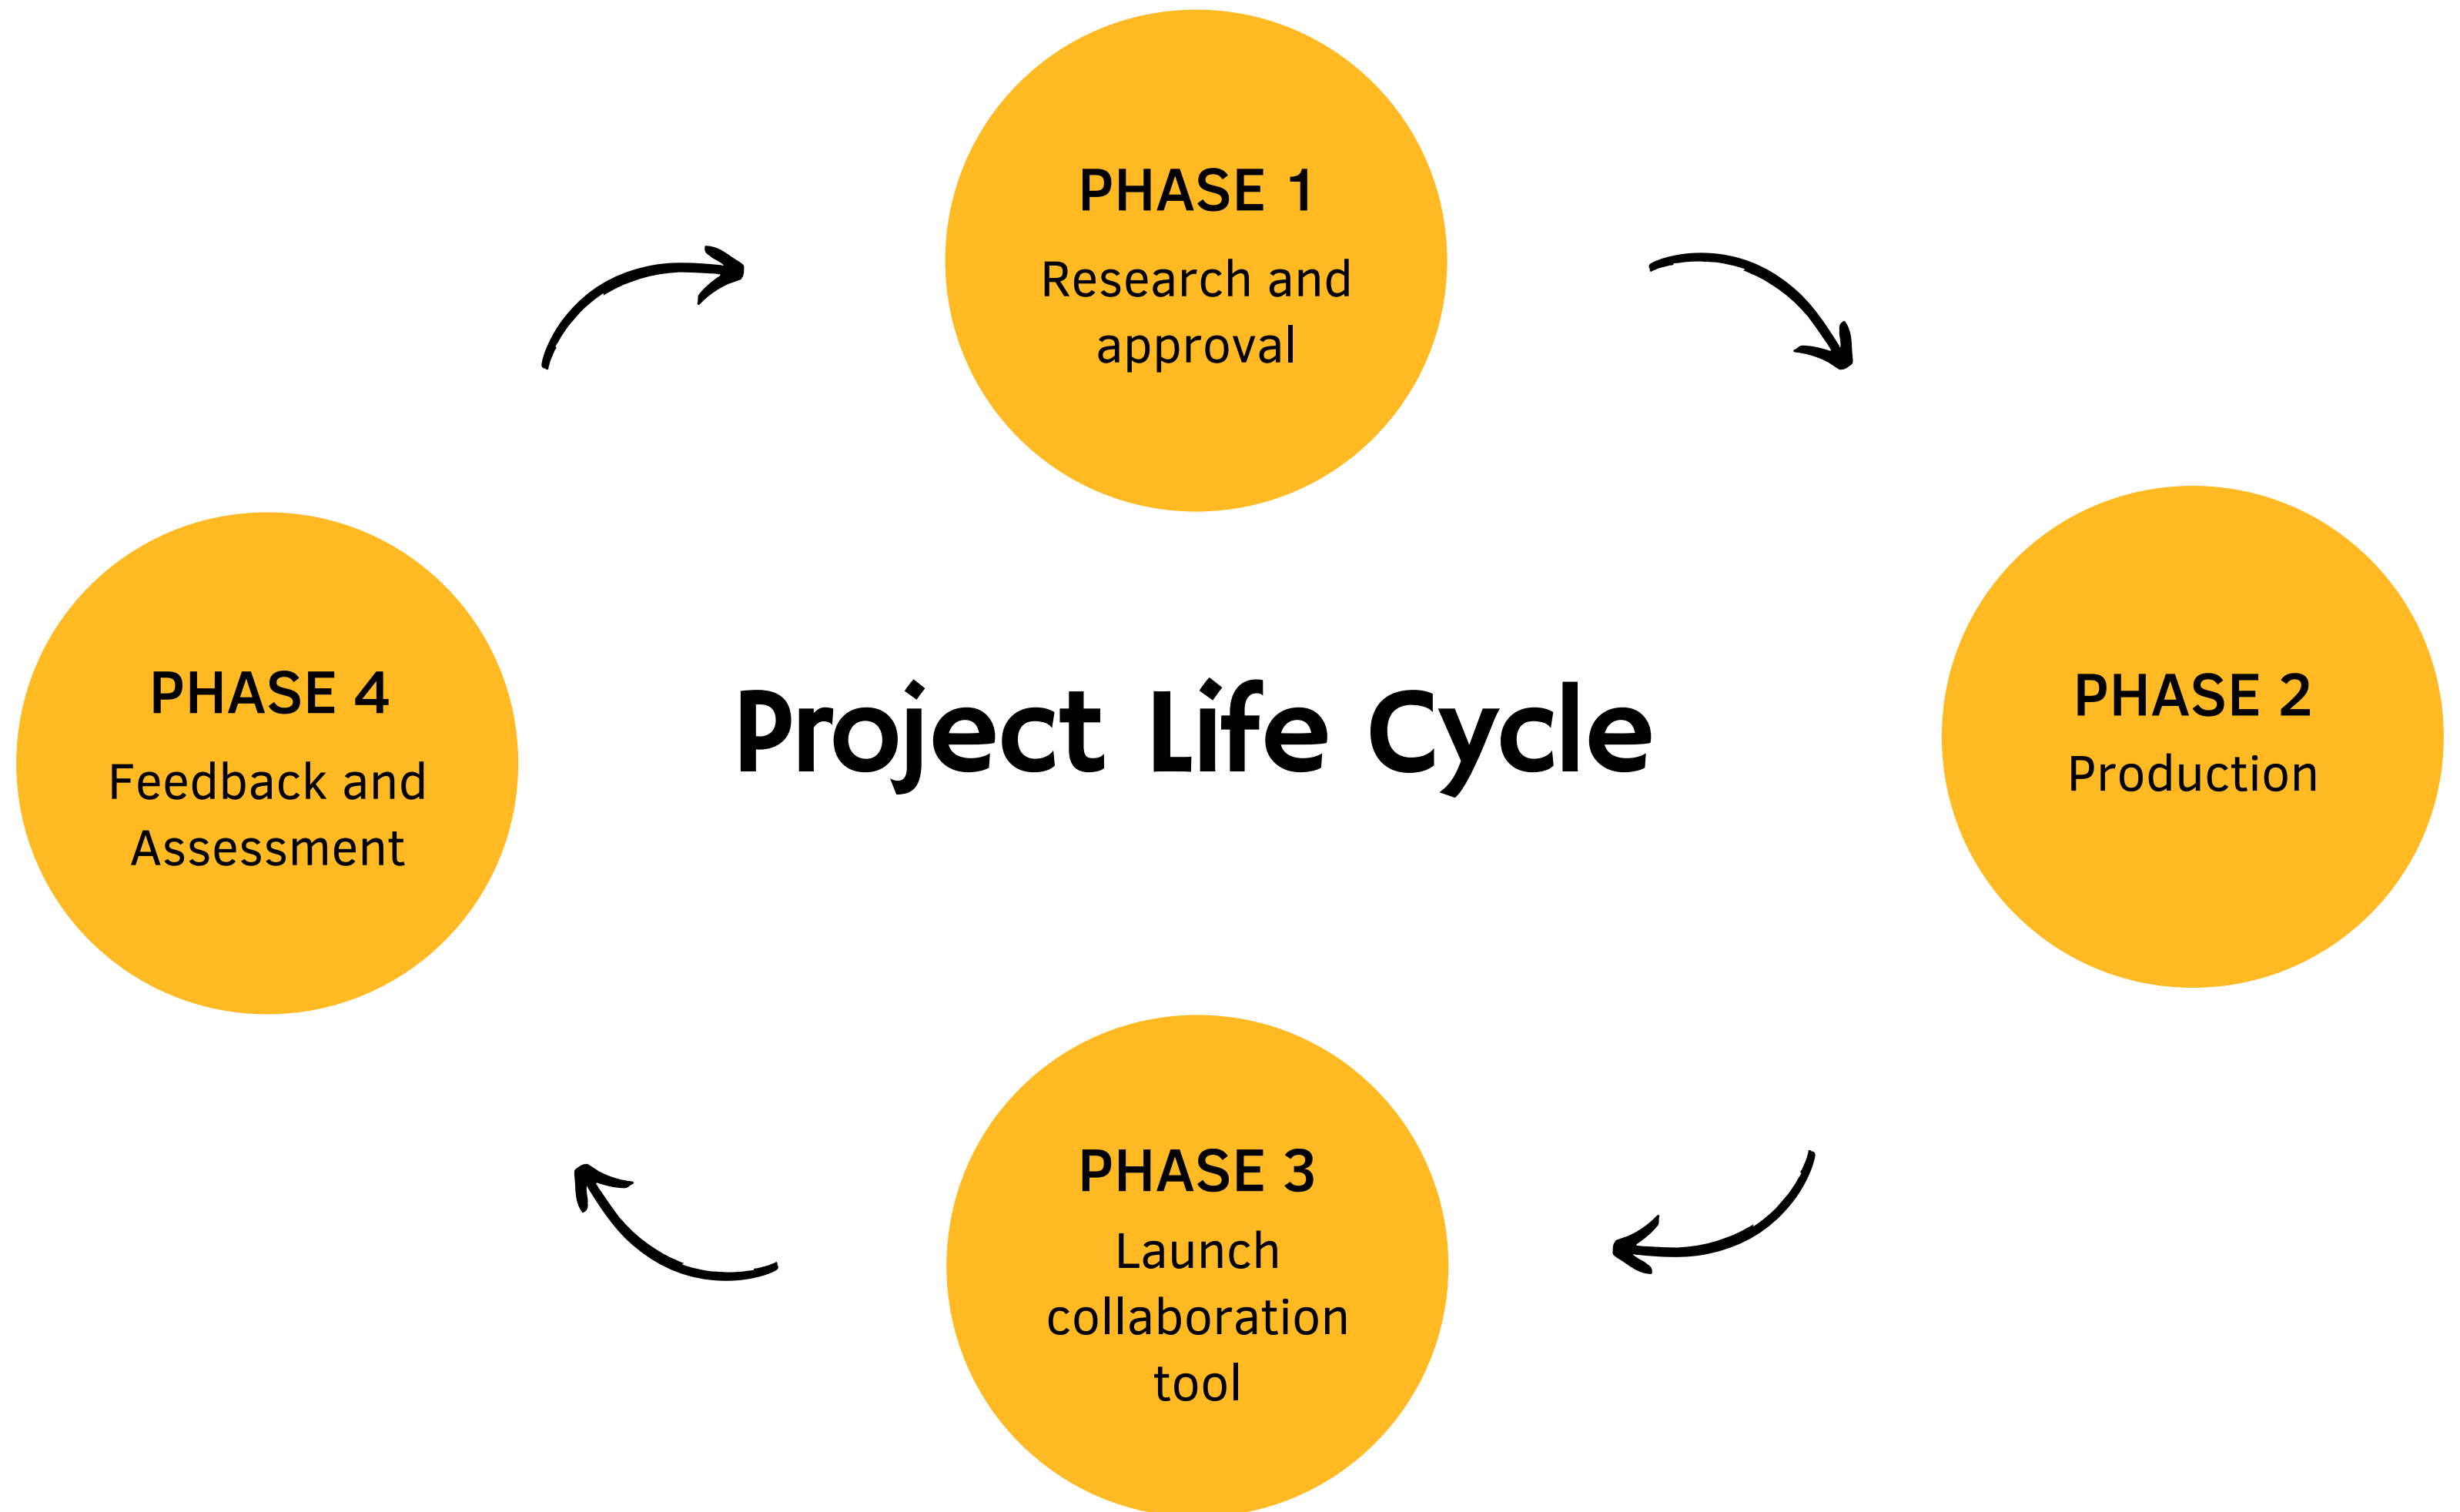 PHASE 1
Research and
approval
PHASE 4
Feedback and
Assessment
Project Life Cycle
PHASE 2
Production
PHASE 3
Launch
collaboration
tool